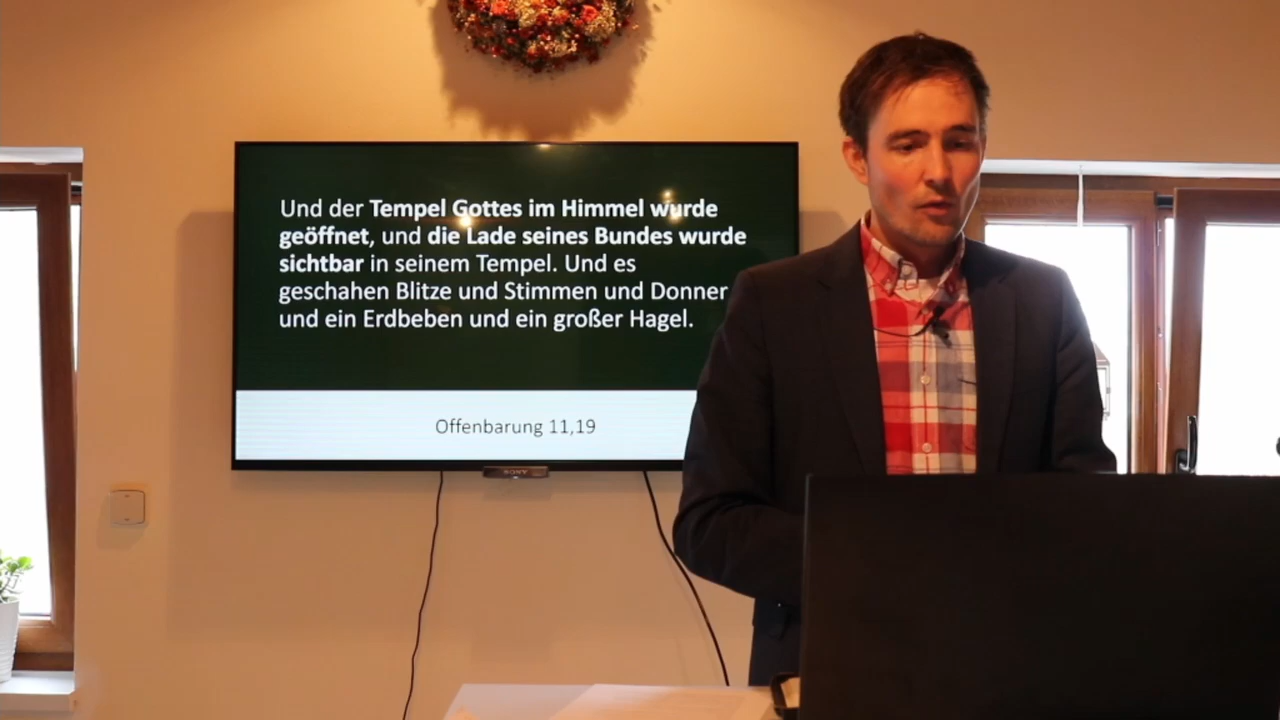 Und der Tempel Gottes im Himmel wurde
geöffnet, und die Lade seines Bundes wurde
sichtbar in seinem Tempel. Und es
geschahen Blitze und Stimmen und Donner
und ein Erdbeben und ein großer Hagel.
Offenbarung 11,19
SONY